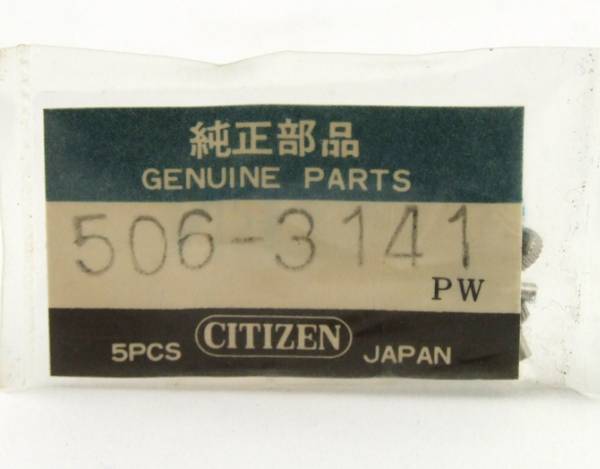 純正部品
GENUINE PARTS
506-3141
PW
5PCS CITIZEN JAPAN